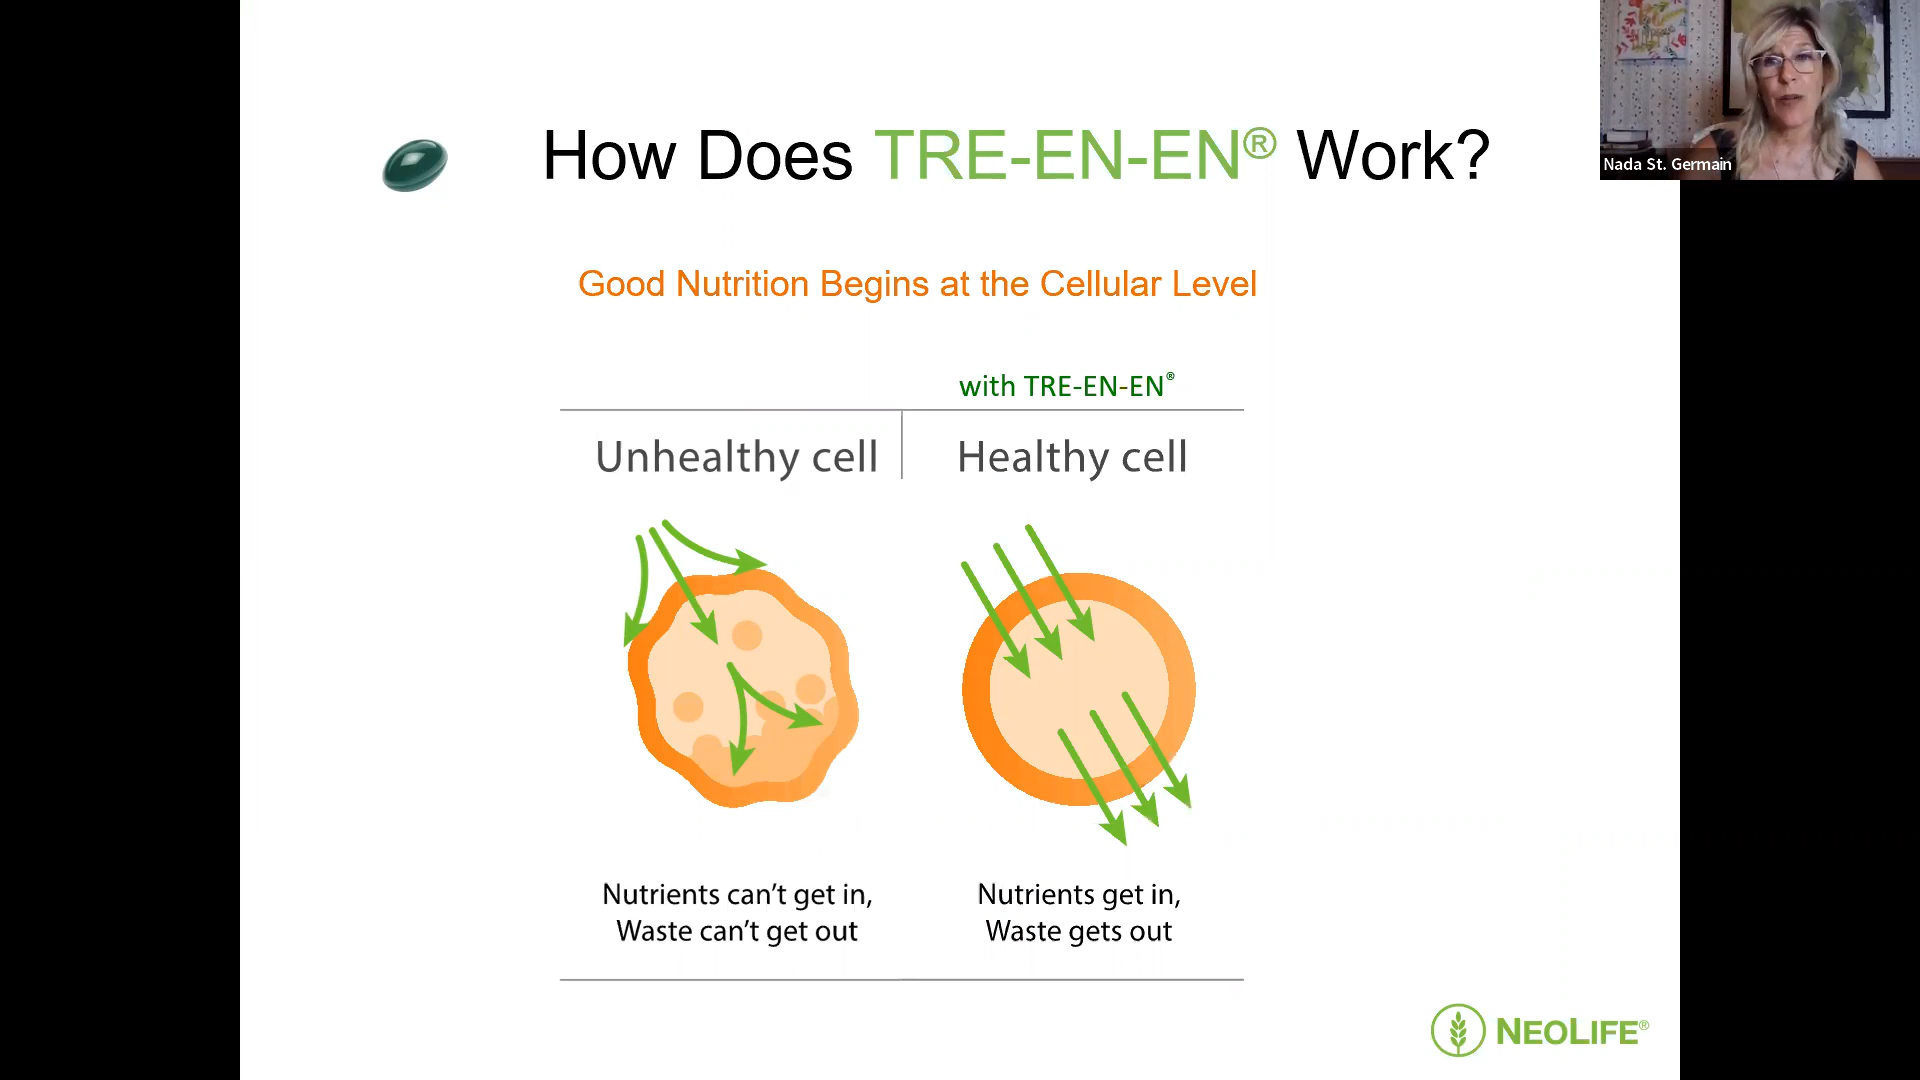 How Does TRE-EN-EN® Work?
Nada St. Germain
Good Nutrition Begins at the Cellular Level
with TRE-EN-EN®
Unhealthy cell
Healthy cell
Nutrients can't get in,
Waste can't get out
Nutrients get in,
Waste gets out
NEOLIFE®